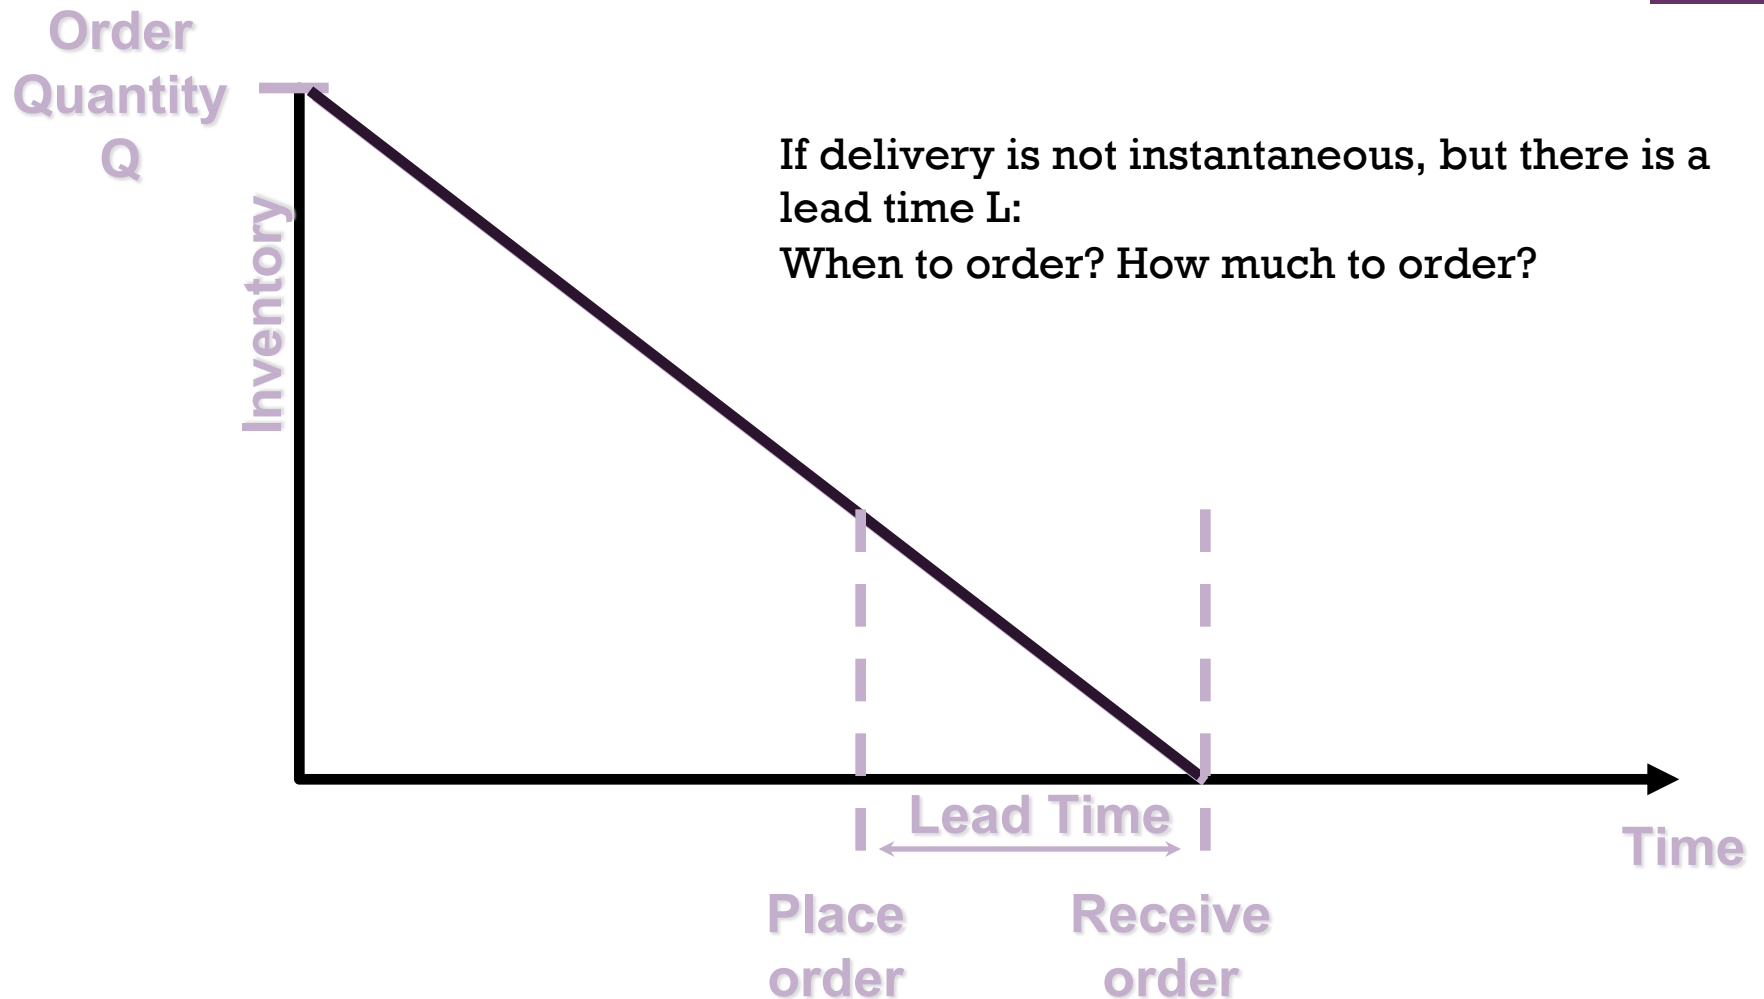 Order
Quantity
Q
Inventory
If delivery is not instantaneous, but there is a
lead time L:
When to order? How much to order?
Lead Time
Time
Place
order
Receive
order